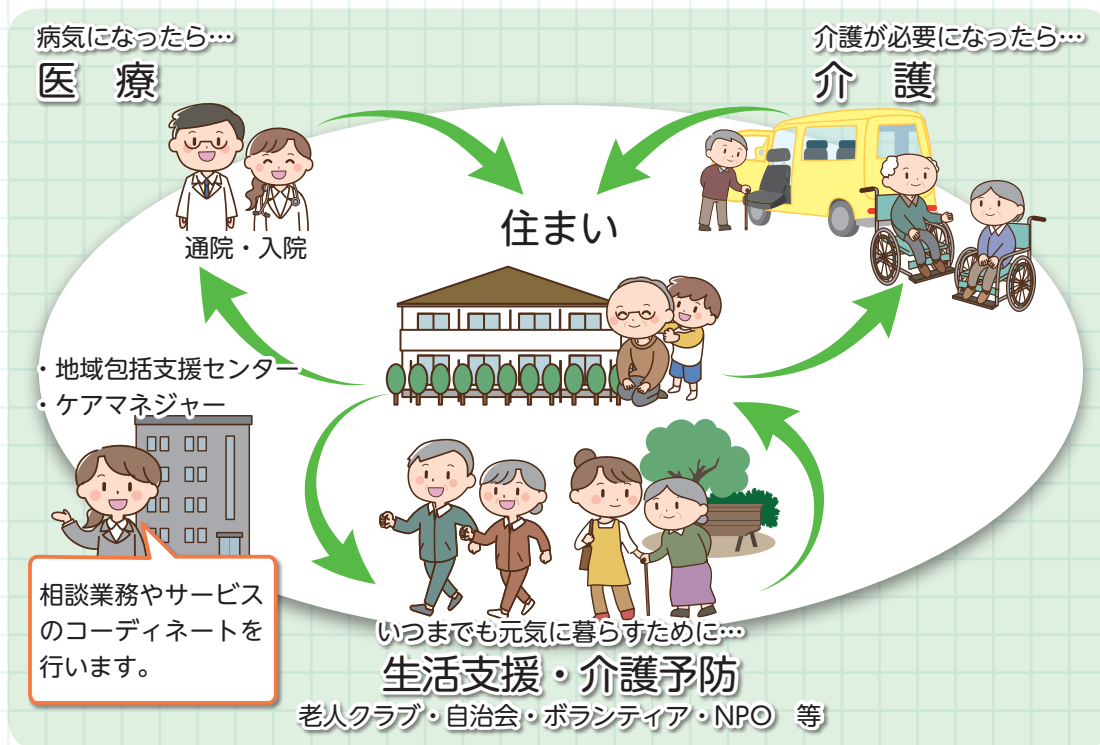 病気になったら…
医　療
介護が必要になったら…
介　護
住まい
通院・入院
・地域包括支援センター
・ケアマネジャー
相談業務やサービス
のコーディネートを
行います。
いつまでも元気に暮らすために…
生活支援・介護予防
老人クラブ・自治会・ボランティア・NPO　等